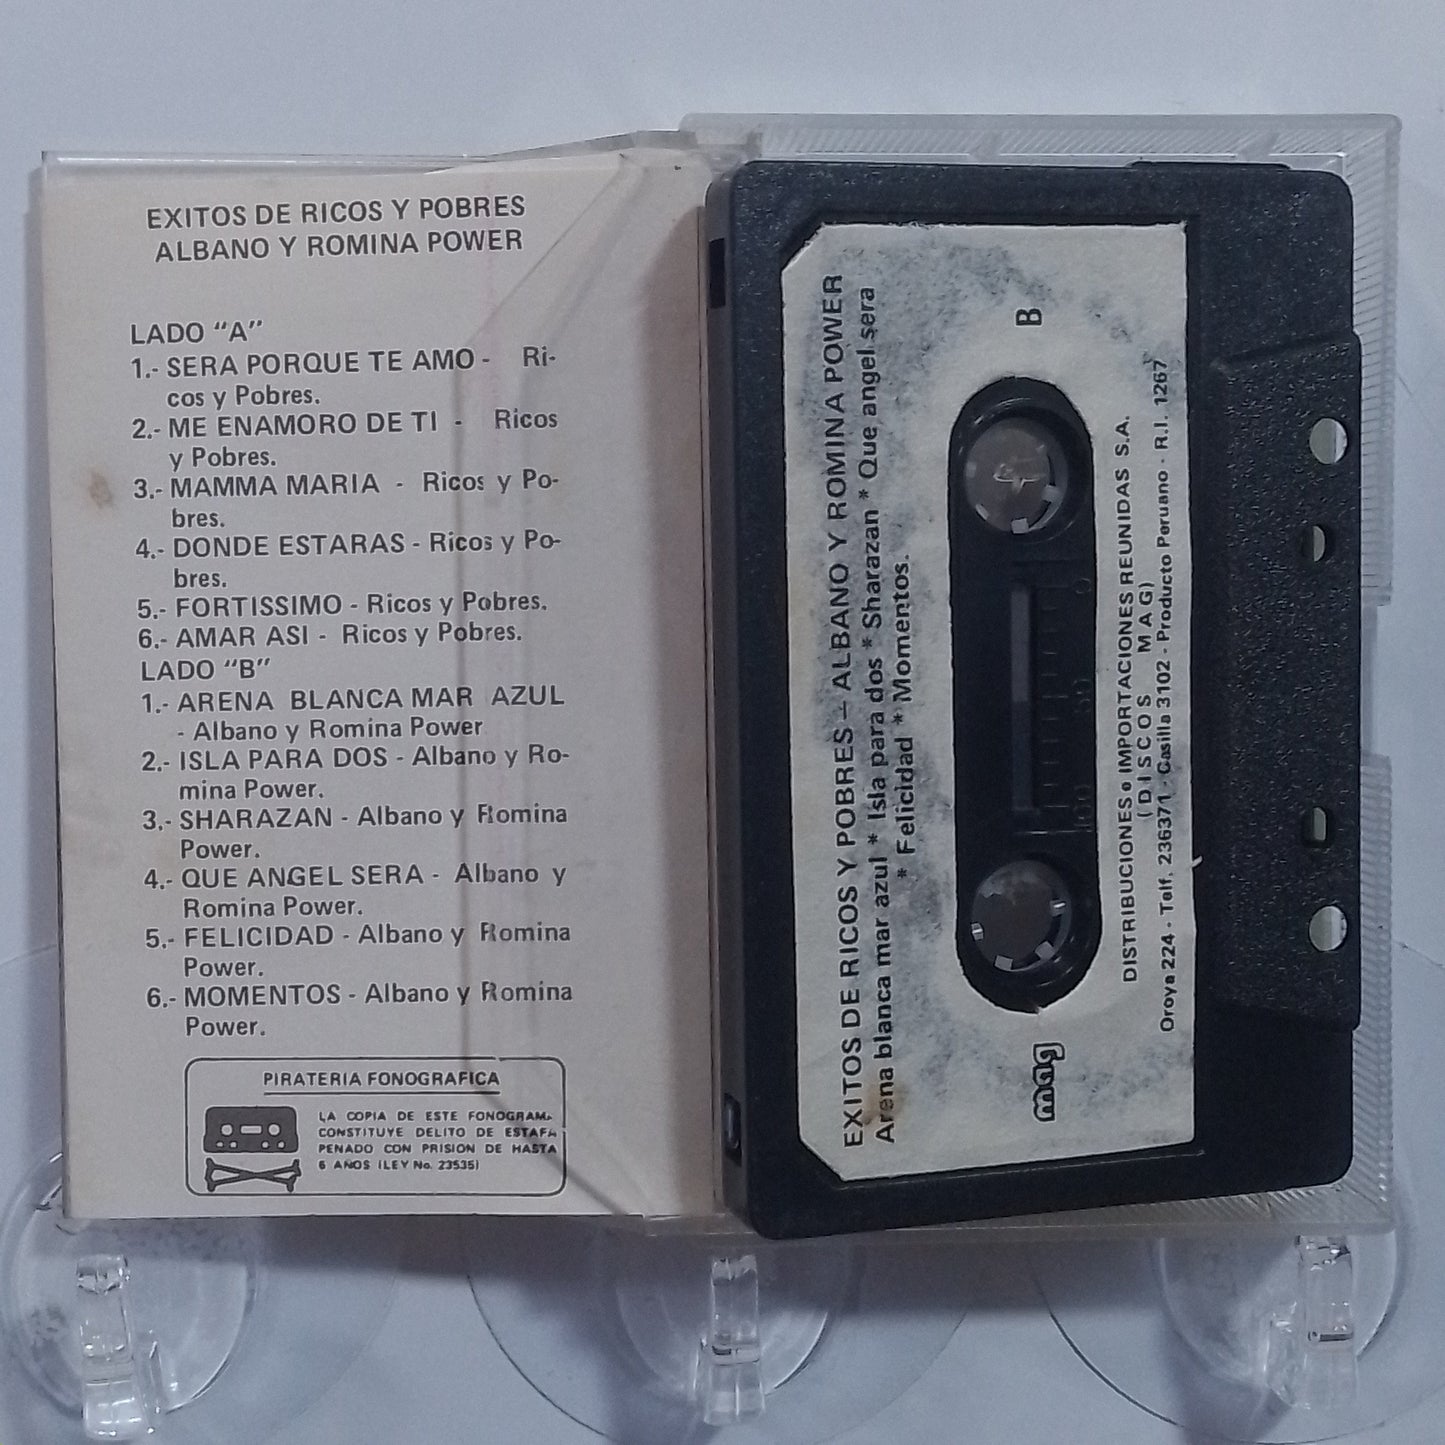 EXITOS DE RICOS Y POBRES
ALBANO Y ROMINA POWER
LADO "A"
1.- SERA PORQUE TE AMO - Ri-
cos y Pobres.
2.- ME ENAMORO DE TI - Ricos
y Pobres.
3.- MAMMA MARIA - Ricos y Po-
bres.
4.- DONDE ESTARAS - Ricos y Po-
bres.
5.- FORTISSIMO - Ricos y Pobres.
6.- AMAR ASI - Ricos y Pobres.
LADO "B"
1.- ARENA BLANCA MAR AZUL
- Albano y Romina Power
2.- ISLA PARA DOS - Albano y Ro-
mina Power.
3.- SHARAZAN - Albano y Romina
Power.
4.- QUE ANGEL SERA - Albano y
Romina Power.
5.- FELICIDAD - Albano y Romina
Power.
6.- MOMENTOS - Albano y Romina
Power.
PIRATERIA FONOGRAFICA
LA COPIA DE ESTE FONOGRAMA
CONSTITUYE DELITO DE ESTAFA
PENADO CON PRISION DE HASTA
6 AÑOS (LEY No. 23535)
EXITOS DE RICOS Y POBRES - ALBANO Y ROMINA POWER
Arena blanca mar azul * Isla para dos * Sharazan * Que angel sera
* Felicidad * Momentos.
B
mag
100 50 0
DISTRIBUCIONES e IMPORTACIONES REUNIDAS S.A.
(DISCOS MAG)
Oroya 224 - Telf. 236371 - Casilla 3102 - Producto Peruano - R.I. 1267